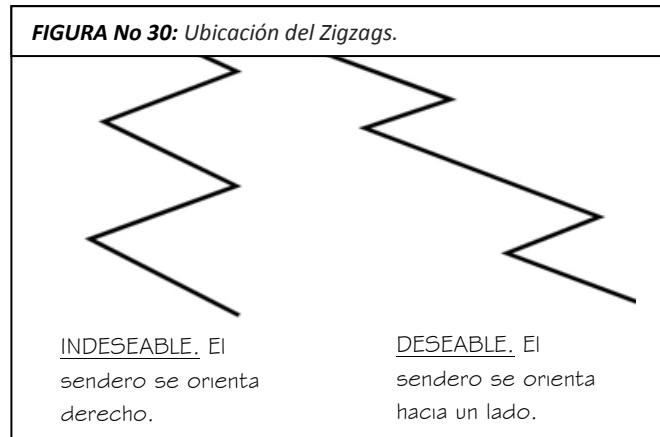 FIGURA No 30: Ubicación del Zigzags.
INDESEABLE. El
sendero se orienta
derecho.
DESEABLE. El
sendero se orienta
hacia un lado.